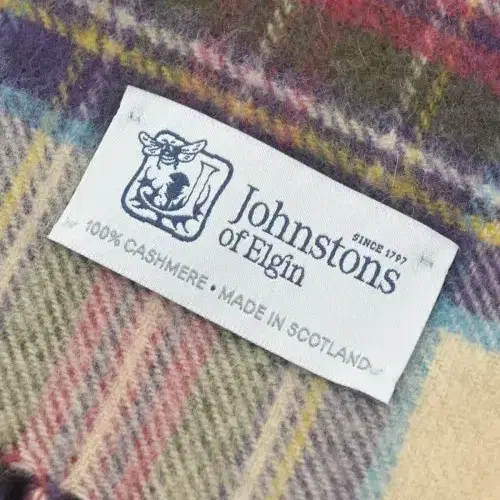 SINCE 1797
Johnstons
of Elgin
100% CASHMERE • MADE IN SCOTLAND